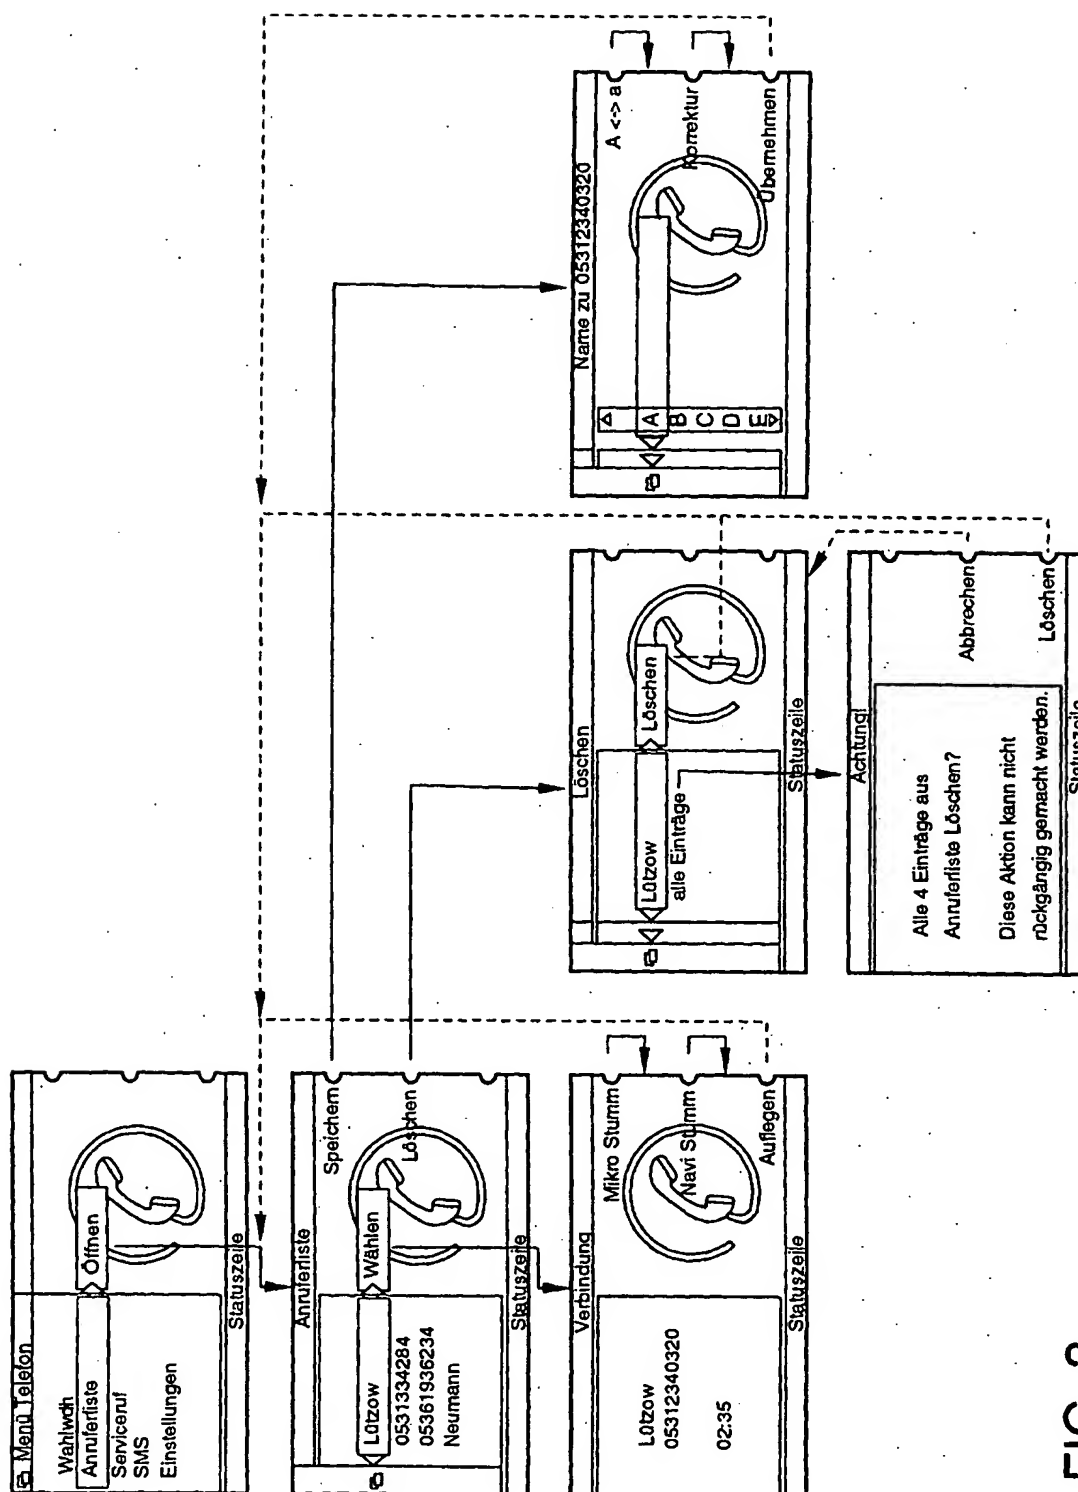 Menü Telefon
Wahlwdh
Anruferliste
Öffnen
Serviceruf
SMS
Einstellungen
Statuszeile
Anruferliste
Speichern
Lützow
Wählen
Löschen
0531334284
05361936234
Neumann
Statuszeile
Verbindung
Mikro Stumm
Lützow
05312340320
Navi Stumm
02:35
Auflegen
Statuszeile
Löschen
Lützow
Löschen
alle Einträge
Statuszeile
Achtung!
Alle 4 Einträge aus
Anruferliste Löschen?
Abbrechen
Diese Aktion kann nicht
rückgängig gemacht werden.
Löschen
Statuszeile
Name zu 05312340320
A <-> a
A
B
C
D
E
Korrektur
Übernehmen
Statuszeile
FIG.